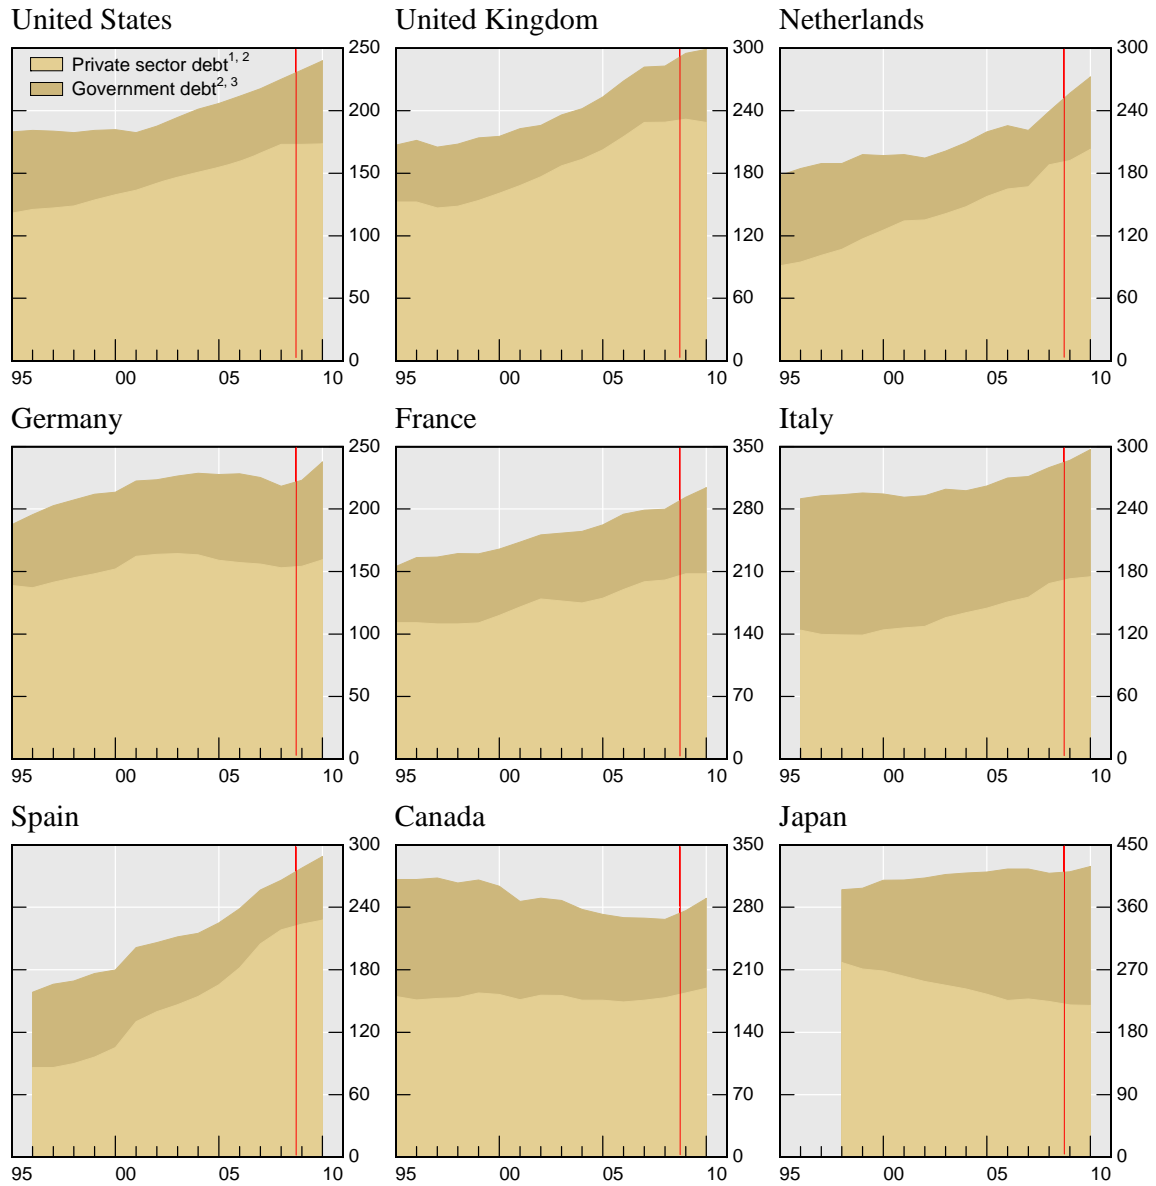 United States
Private sector debt1, 2
Government debt2, 3
250
200
150
100
50
0
95 00 05 10
United Kingdom
300
240
180
120
60
0
95 00 05 10
Netherlands
300
240
180
120
60
0
95 00 05 10
Germany
250
200
150
100
50
0
95 00 05 10
France
350
280
210
140
70
0
95 00 05 10
Italy
300
240
180
120
60
0
95 00 05 10
Spain
300
240
180
120
60
0
95 00 05 10
Canada
350
280
210
140
70
0
95 00 05 10
Japan
450
360
270
180
90
0
95 00 05 10